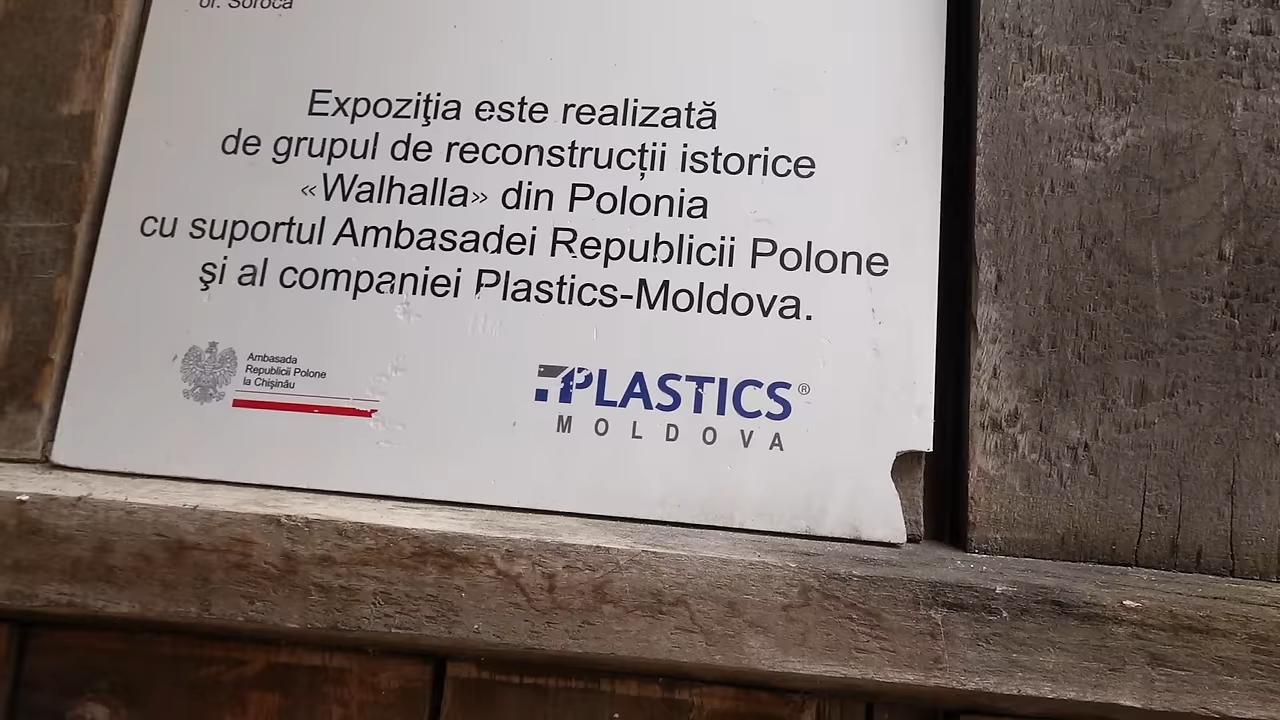 or. Soroca
Expoziţia este realizată
de grupul de reconstrucții istorice
«Walhalla» din Polonia
cu suportul Ambasadei Republicii Polone
şi al companiei Plastics-Moldova.
Ambasada
Republicii Polone
la Chişinău
PLASTICS®
MOLDOVA